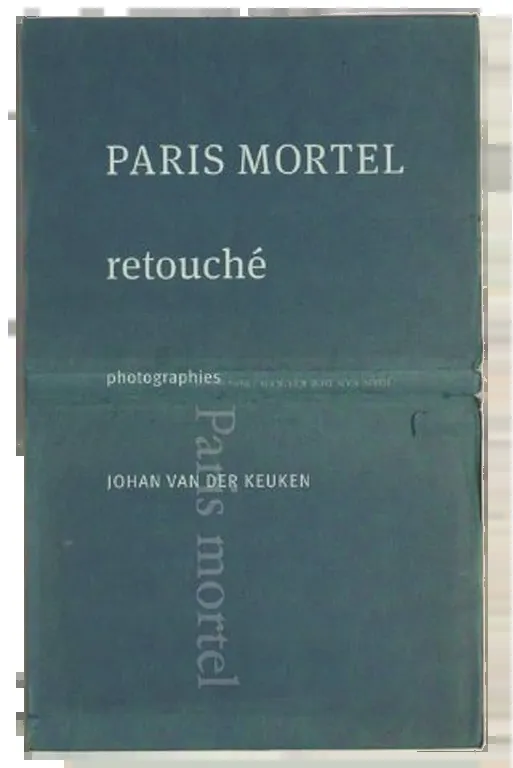 PARIS MORTEL
retouché
photographies
JOHAN VAN DER KEUKEN
Paris mortel